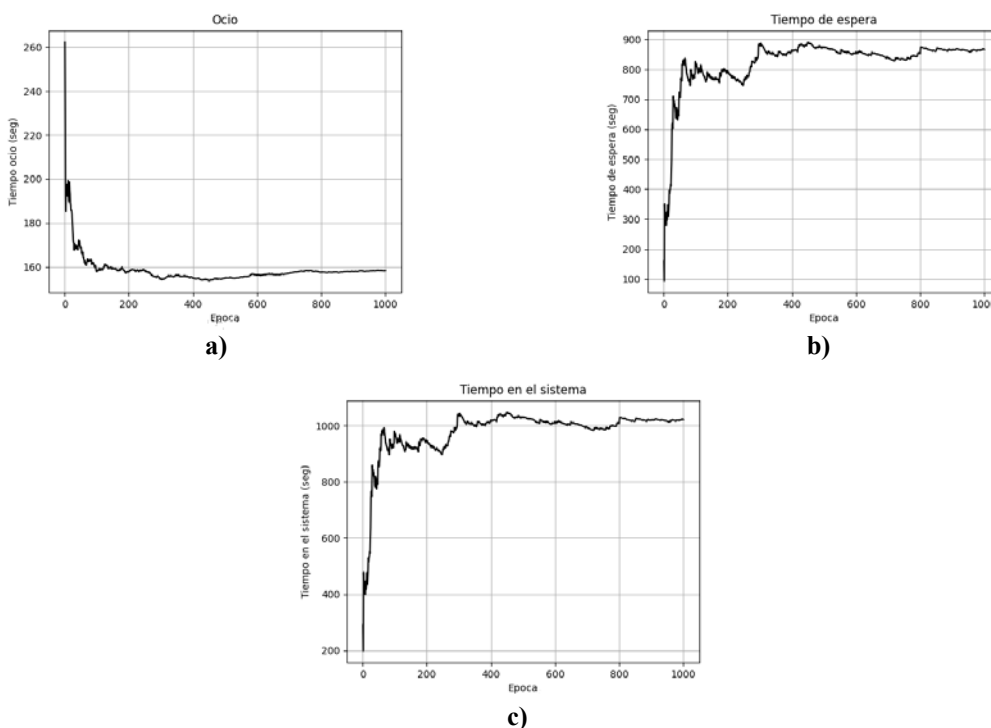 Ocio
Tiempo ocio (seg)
260
240
220
200
180
160
0 200 400 600 800 1000
Epoca
a)
Tiempo de espera
Tiempo de espera (seg)
900
800
700
600
500
400
300
200
100
0 200 400 600 800 1000
Epoca
b)
Tiempo en el sistema
Tiempo en el sistema (seg)
1000
800
600
400
200
0 200 400 600 800 1000
Epoca
c)